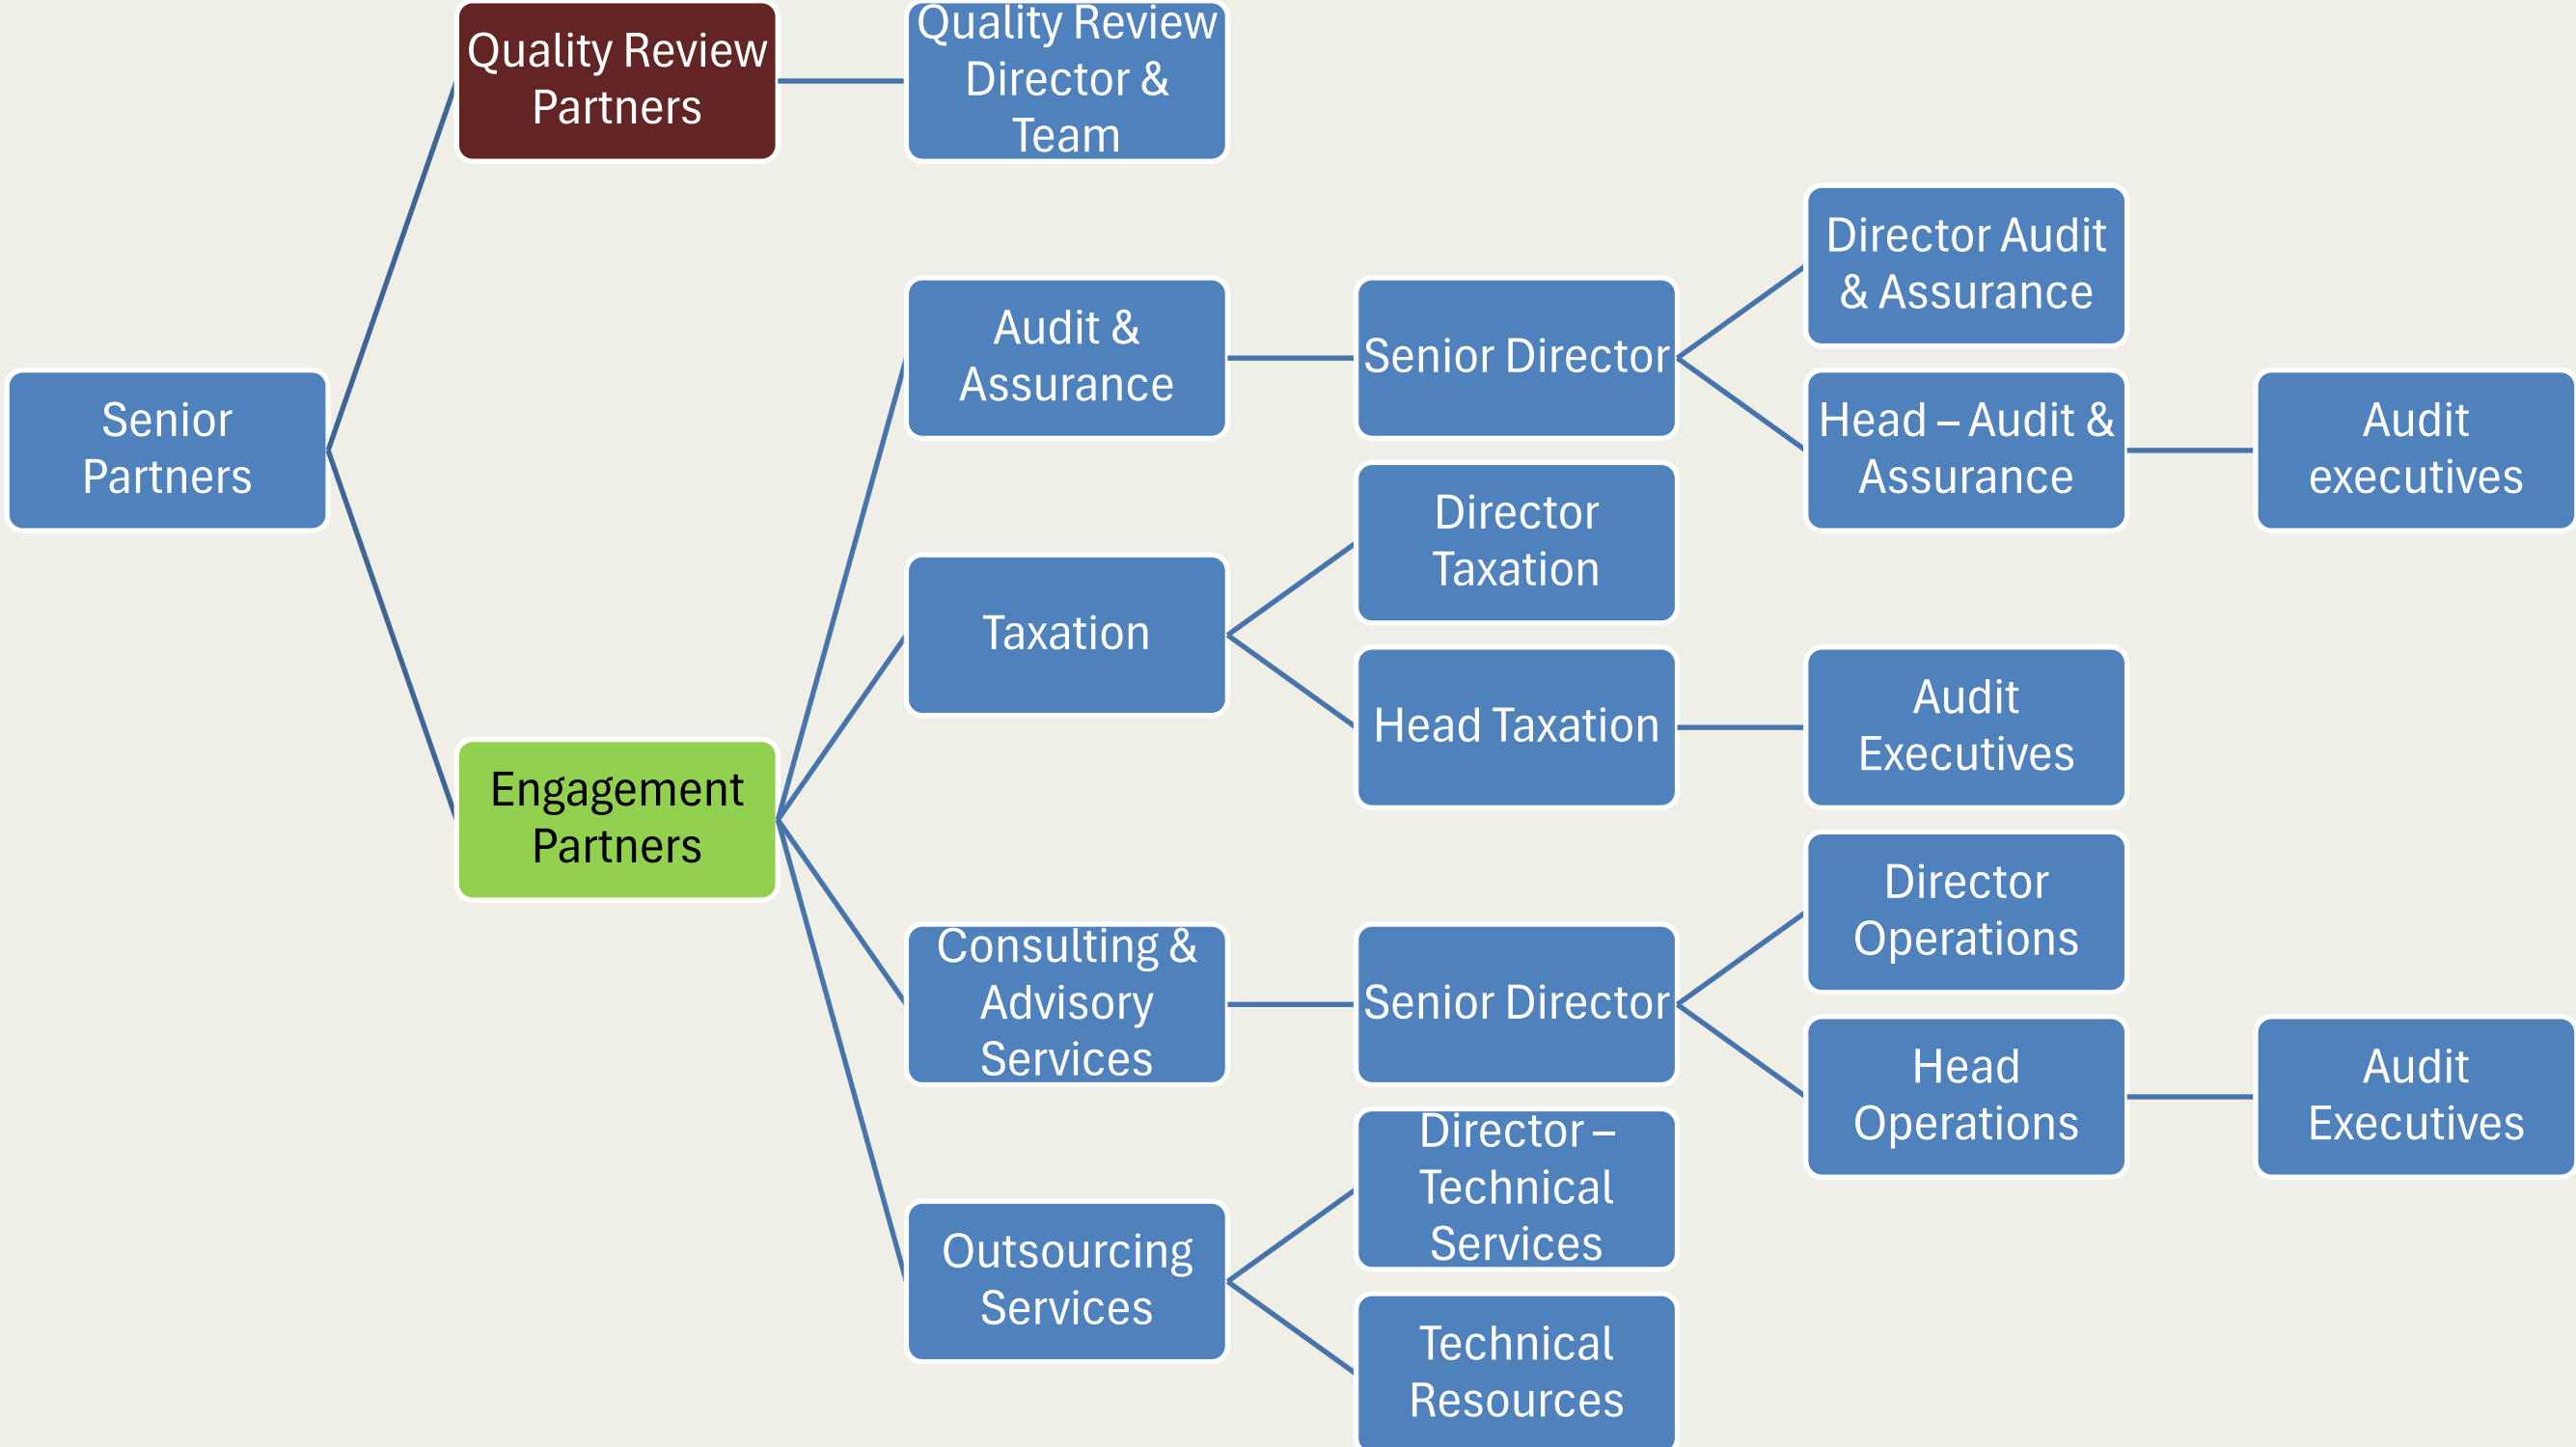 Quality Review
Partners
Quality Review
Director &
Team
Senior
Partners
Engagement
Partners
Audit &
Assurance
Senior Director
Director Audit
& Assurance
Head – Audit &
Assurance
Audit
executives
Taxation
Director
Taxation
Head Taxation
Audit
Executives
Consulting &
Advisory
Services
Senior Director
Director
Operations
Head
Operations
Audit
Executives
Outsourcing
Services
Director –
Technical
Services
Technical
Resources